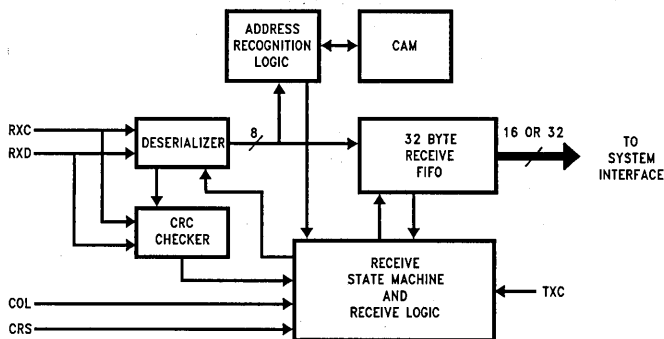 ADDRESS
RECOGNITION
LOGIC
CAM
RXC
RXD
DESERIALIZER
8
32 BYTE
RECEIVE
FIFO
16 OR 32
TO
SYSTEM
INTERFACE
CRC
CHECKER
RECEIVE
STATE MACHINE
AND
RECEIVE LOGIC
TXC
COL
CRS